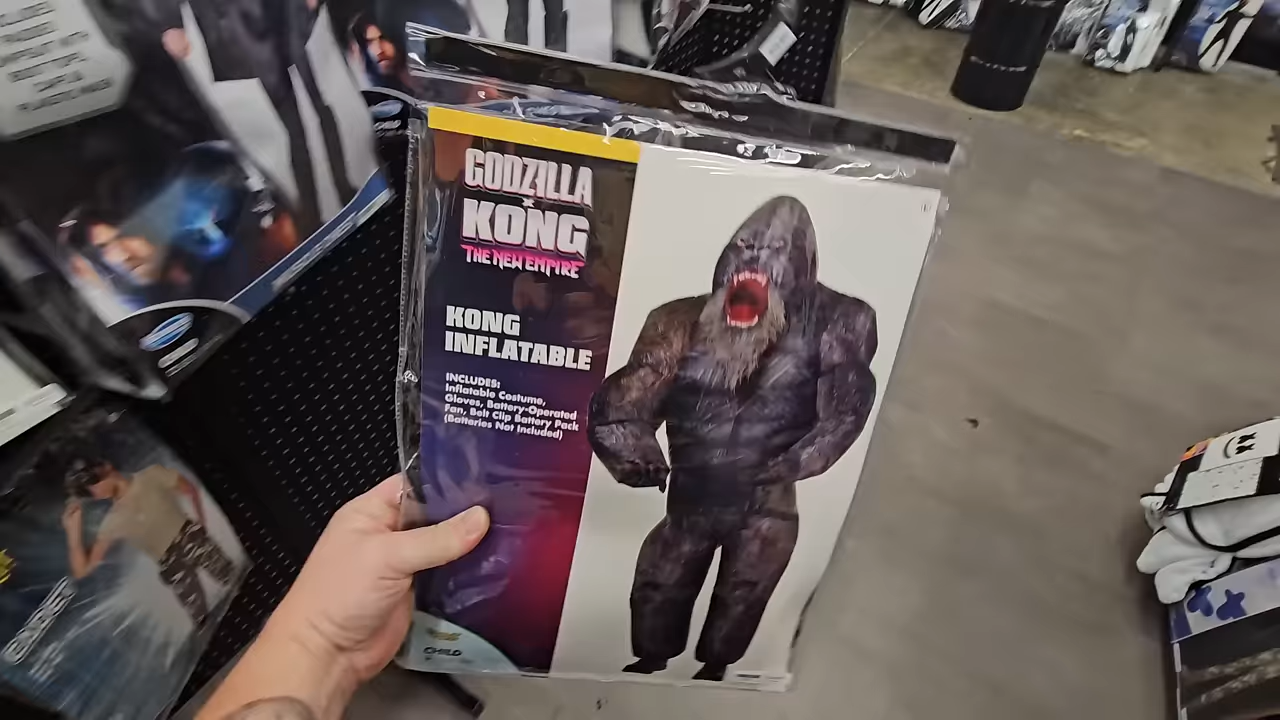 GODZILLA
x
KONG
THE NEW EMPIRE
KONG
INFLATABLE
INCLUDES:
Inflatable Costume,
Gloves, Battery-Operated
Fan, Belt Clip Battery Pack
(Batteries Not Included)
CHILD